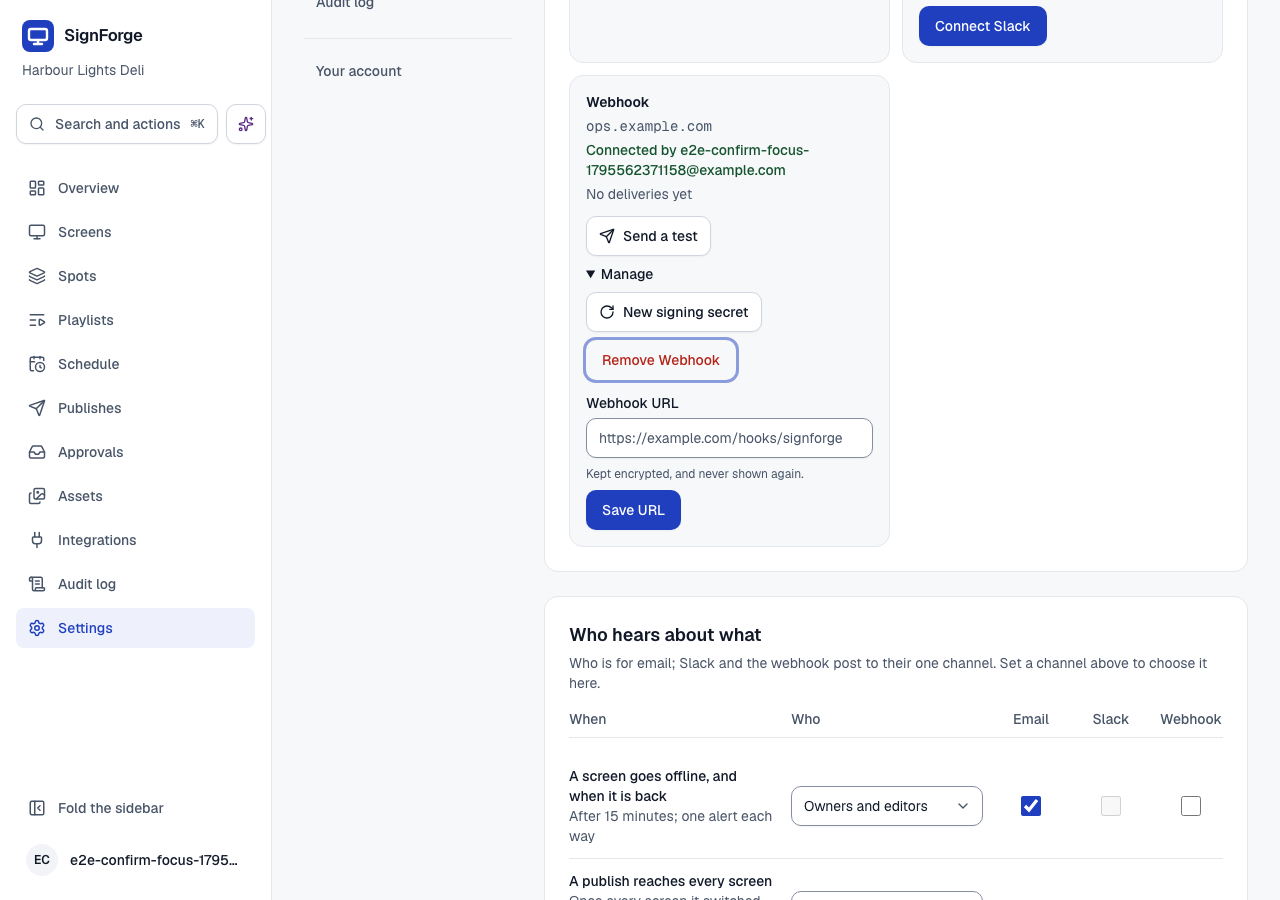 SignForge
Harbour Lights Deli
Search and actions ⌘K
Overview
Screens
Spots
Playlists
Schedule
Publishes
Approvals
Assets
Integrations
Audit log
Settings
Fold the sidebar
EC e2e-confirm-focus-1795...
Audit log
Your account
Connect Slack
Webhook
ops.example.com
Connected by e2e-confirm-focus-
1795562371158@example.com
No deliveries yet
Send a test
Manage
New signing secret
Remove Webhook
Webhook URL
https://example.com/hooks/signforge
Kept encrypted, and never shown again.
Save URL
Who hears about what
Who is for email; Slack and the webhook post to their one channel. Set a channel above to choose it
here.
When Who Email Slack Webhook
A screen goes offline, and
when it is back
After 15 minutes; one alert each
way
Owners and editors
A publish reaches every screen
Once every screen it switched